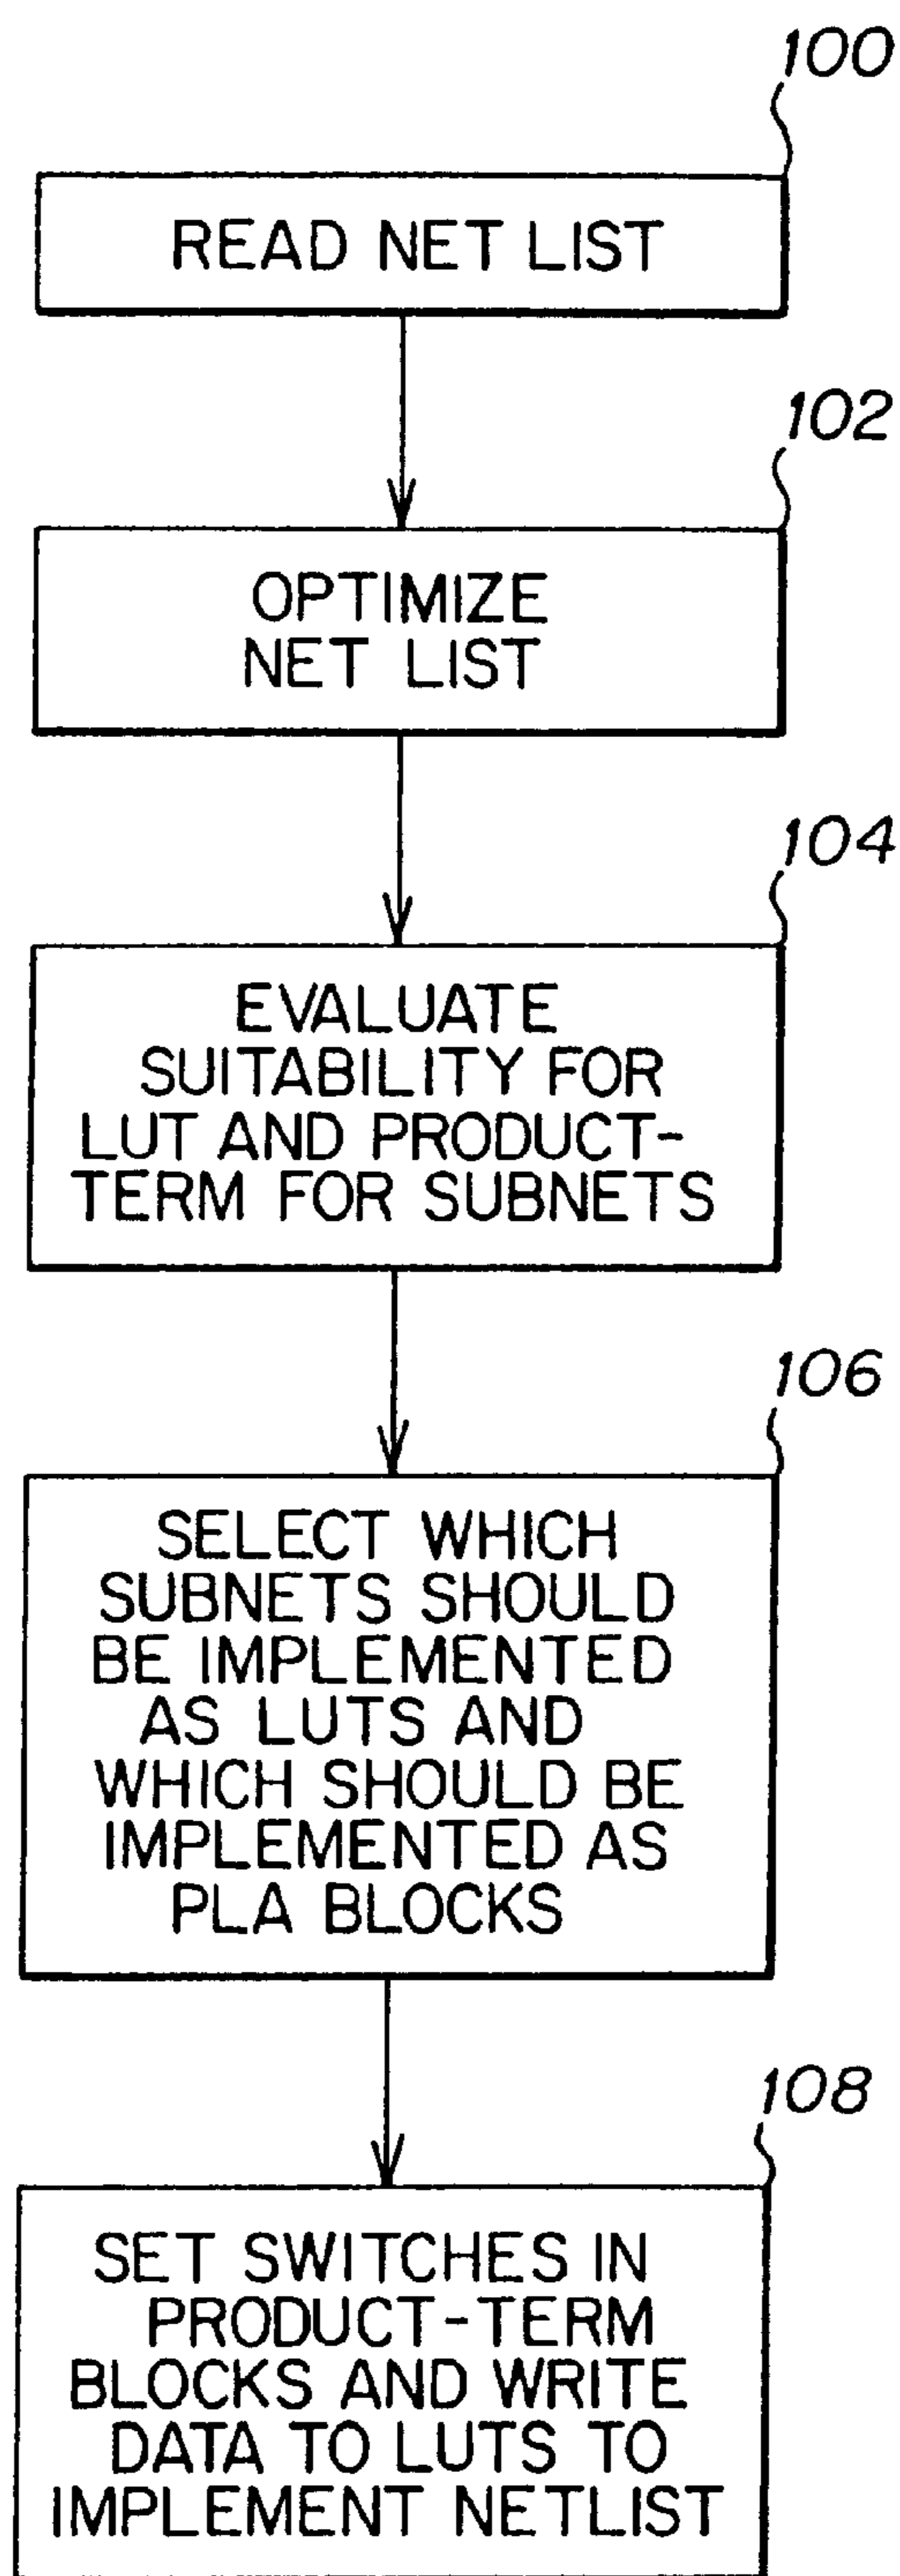 100
READ NET LIST
102
OPTIMIZE
NET LIST
104
EVALUATE
SUITABILITY FOR
LUT AND PRODUCT-
TERM FOR SUBNETS
106
SELECT WHICH
SUBNETS SHOULD
BE IMPLEMENTED
AS LUTS AND
WHICH SHOULD BE
IMPLEMENTED AS
PLA BLOCKS
108
SET SWITCHES IN
PRODUCT-TERM
BLOCKS AND WRITE
DATA TO LUTS TO
IMPLEMENT NETLIST